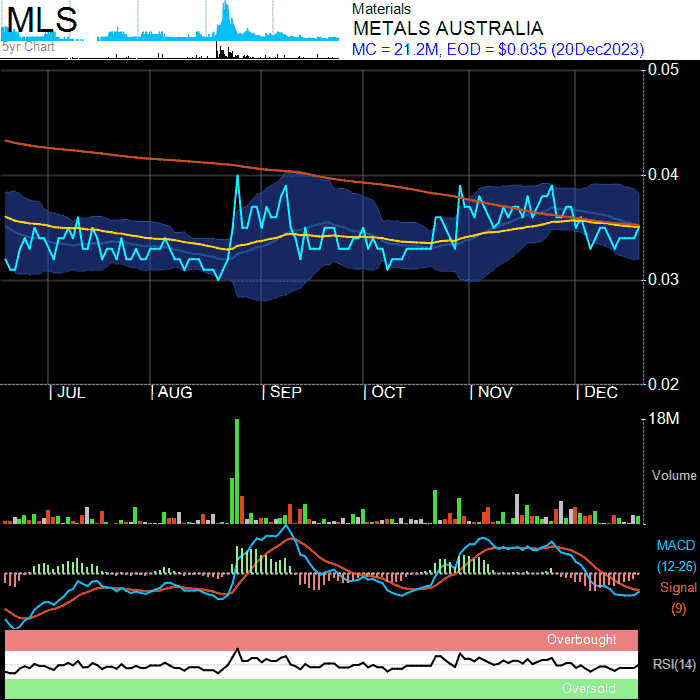 MLS
5yr Chart
Materials
METALS AUSTRALIA
MC = 21.2M, EOD = $0.035 (20Dec2023)
0.05
0.04
0.03
0.02
| JUL | AUG | SEP | OCT | NOV | DEC
18M
Volume
MACD
(12-26)
Signal
(9)
Overbought
RSI(14)
Oversold